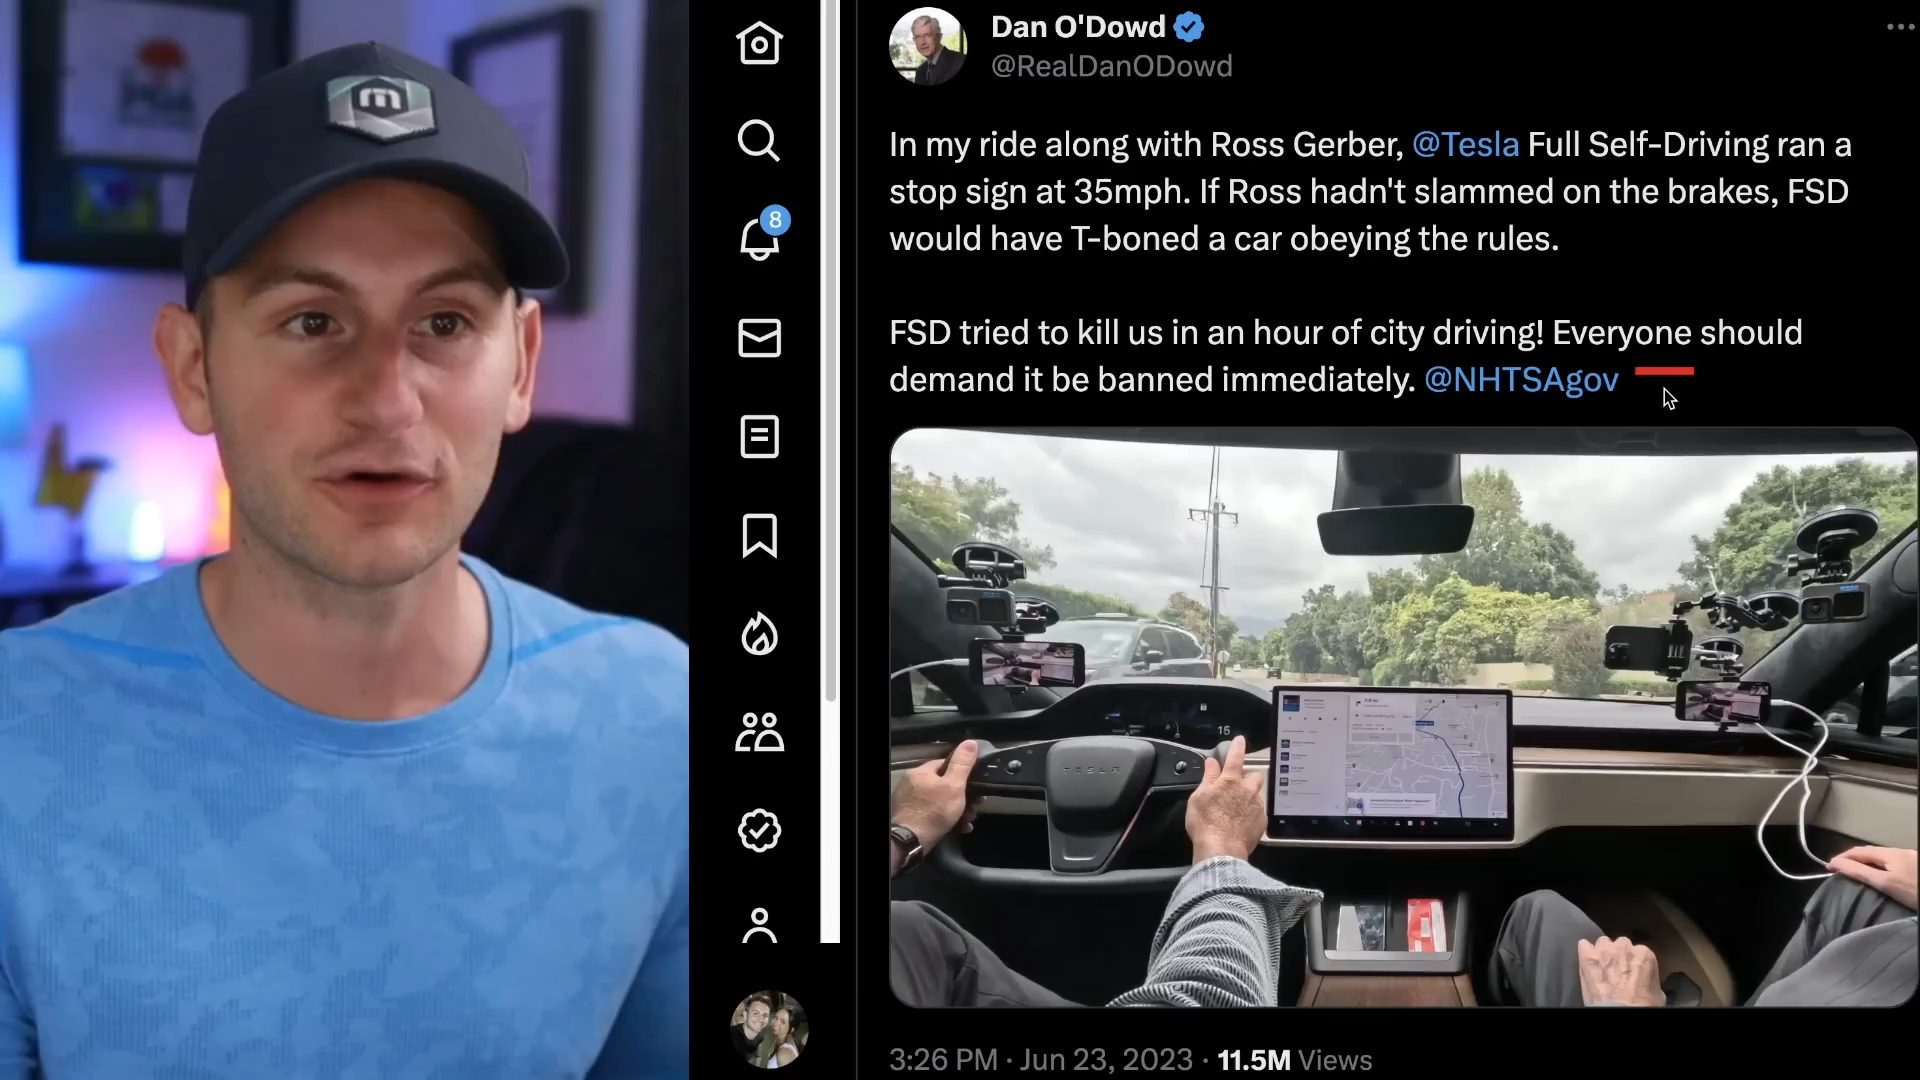 Dan O'Dowd
@RealDanODowd
8
In my ride along with Ross Gerber, @Tesla Full Self-Driving ran a
stop sign at 35mph. If Ross hadn't slammed on the brakes, FSD
would have T-boned a car obeying the rules.
FSD tried to kill us in an hour of city driving! Everyone should
demand it be banned immediately. @NHTSAgov
15
TESLA
3:26 PM · Jun 23, 2023 · 11.5M Views